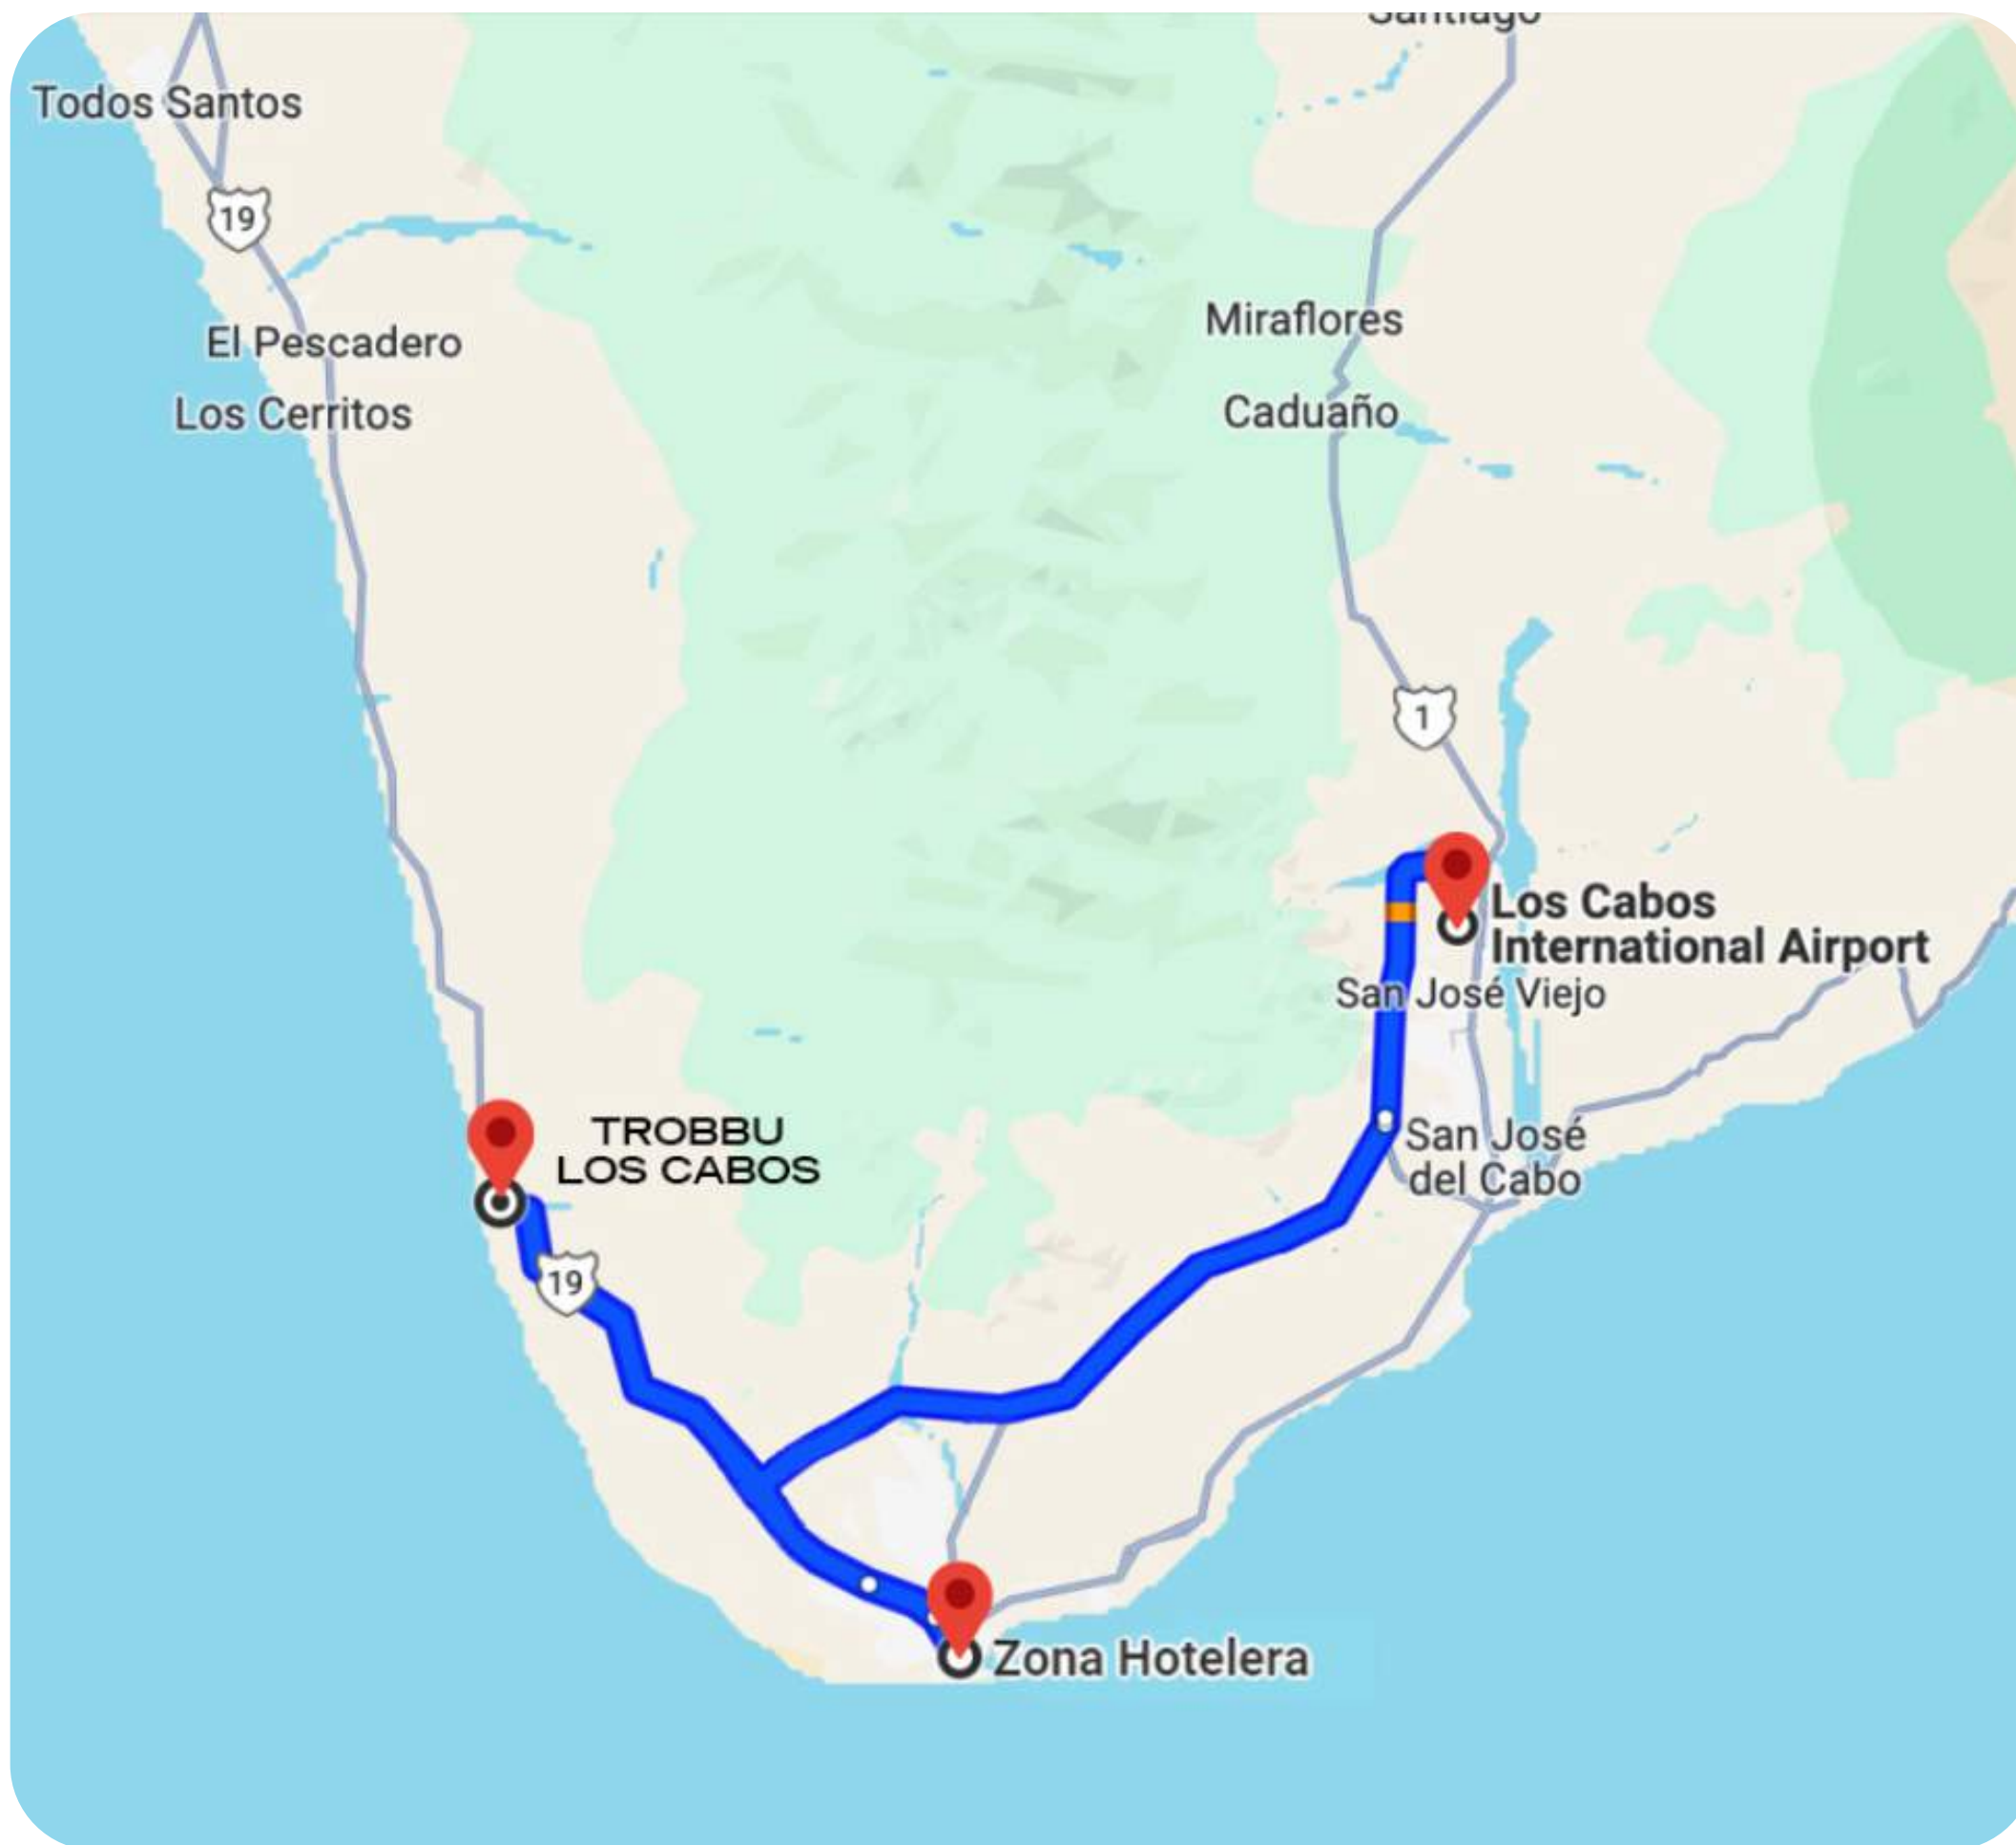 Santiago
Todos Santos
19
El Pescadero
Los Cerritos
Miraflores
Caduaño
1
Los Cabos
International Airport
San José Viejo
TROBBU
LOS CABOS
San José
del Cabo
19
Zona Hotelera